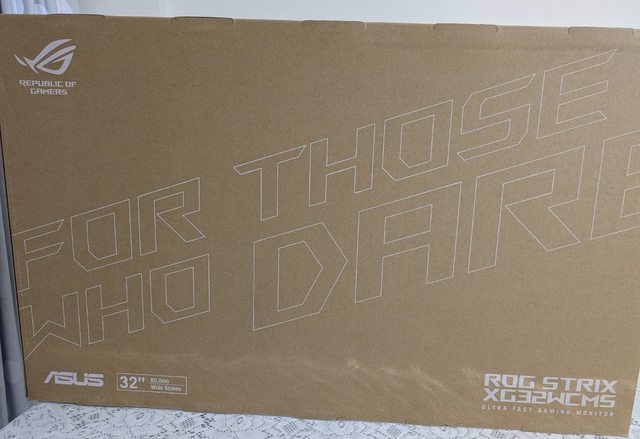 REPUBLIC OF
GAMERS
FOR THOSE
WHO DARE
ASUS
32"
80.0cm
Wide Screen
ROG STRIX
XG32WCMS
ULTRA FAST GAMING MONITOR